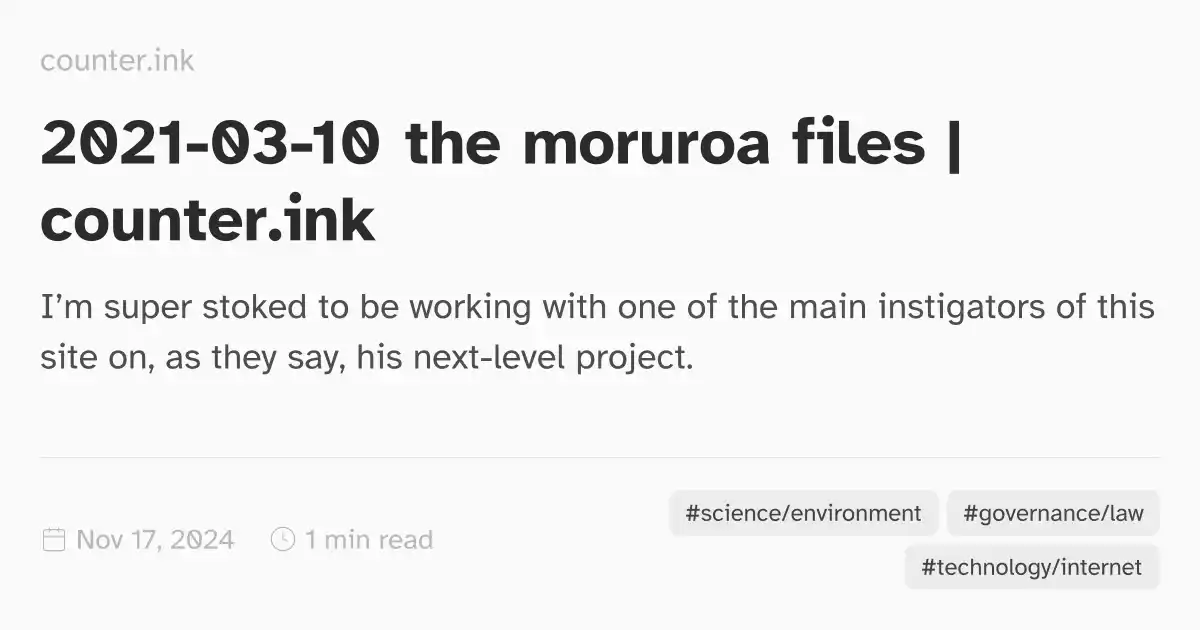 counter.ink
2021-03-10 the moruroa files |
counter.ink
I’m super stoked to be working with one of the main instigators of this
site on, as they say, his next-level project.
#science/environment #governance/law
Nov 17, 2024 1 min read
#technology/internet